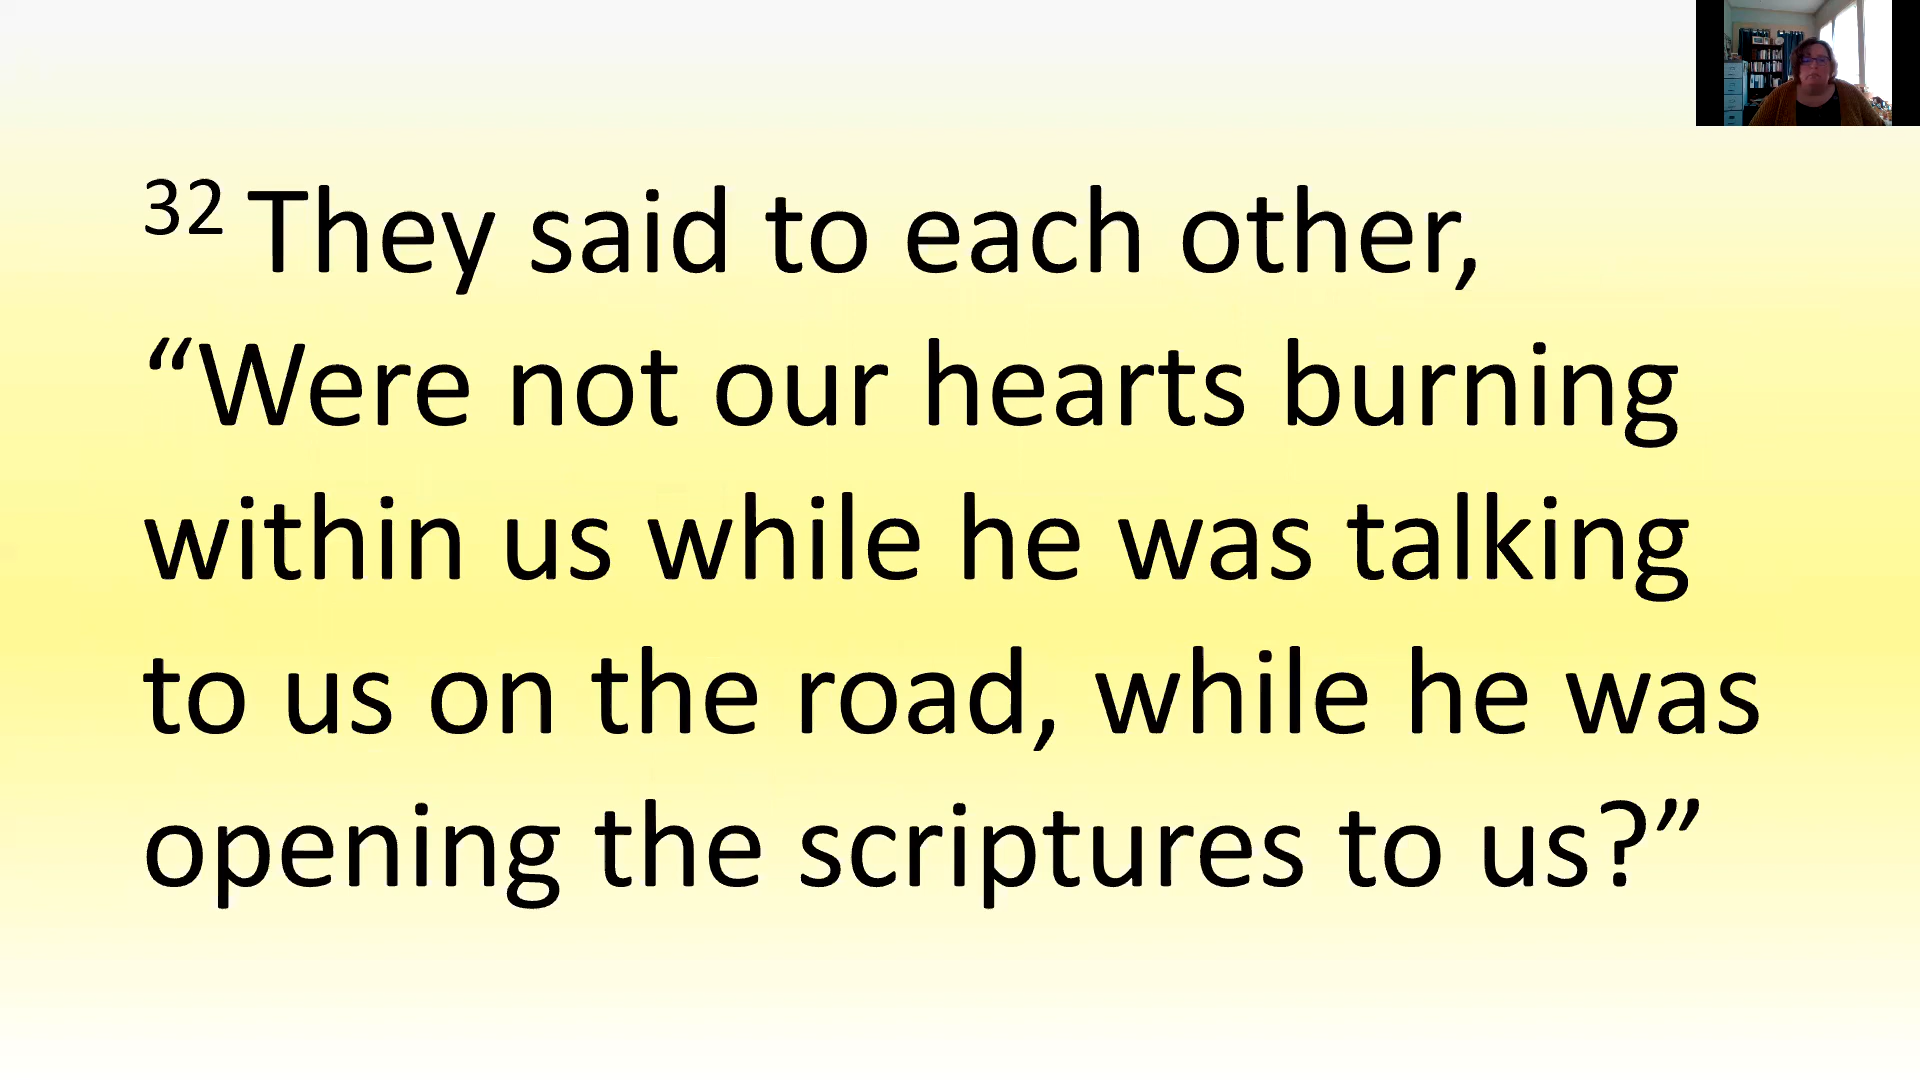 32 They said to each other,
“Were not our hearts burning
within us while he was talking
to us on the road, while he was
opening the scriptures to us?”